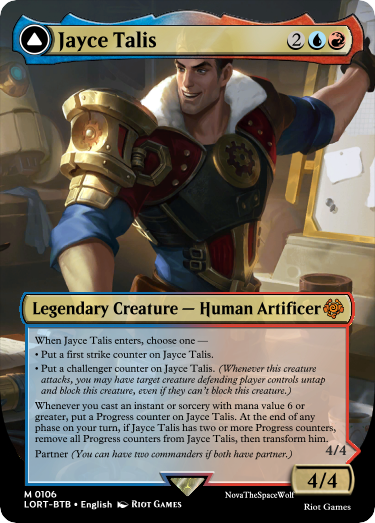 Jayce Talis 2
Legendary Creature — Human Artificer
When Jayce Talis enters, choose one —
• Put a first strike counter on Jayce Talis.
• Put a challenger counter on Jayce Talis. (Whenever this creature
attacks, you may have target creature defending player controls untap
and block this creature, even if they can't block this creature.)
Whenever you cast an instant or sorcery with mana value 6 or
greater, put a Progress counter on Jayce Talis. At the end of any
phase on your turn, if Jayce Talis has two or more Progress counters,
remove all Progress counters from Jayce Talis, then transform him.
Partner (You can have two commanders if both have partner.)
4/4
4/4
M 0106
LORT-BTB • English Riot Games
NovaTheSpaceWolf
Riot Games